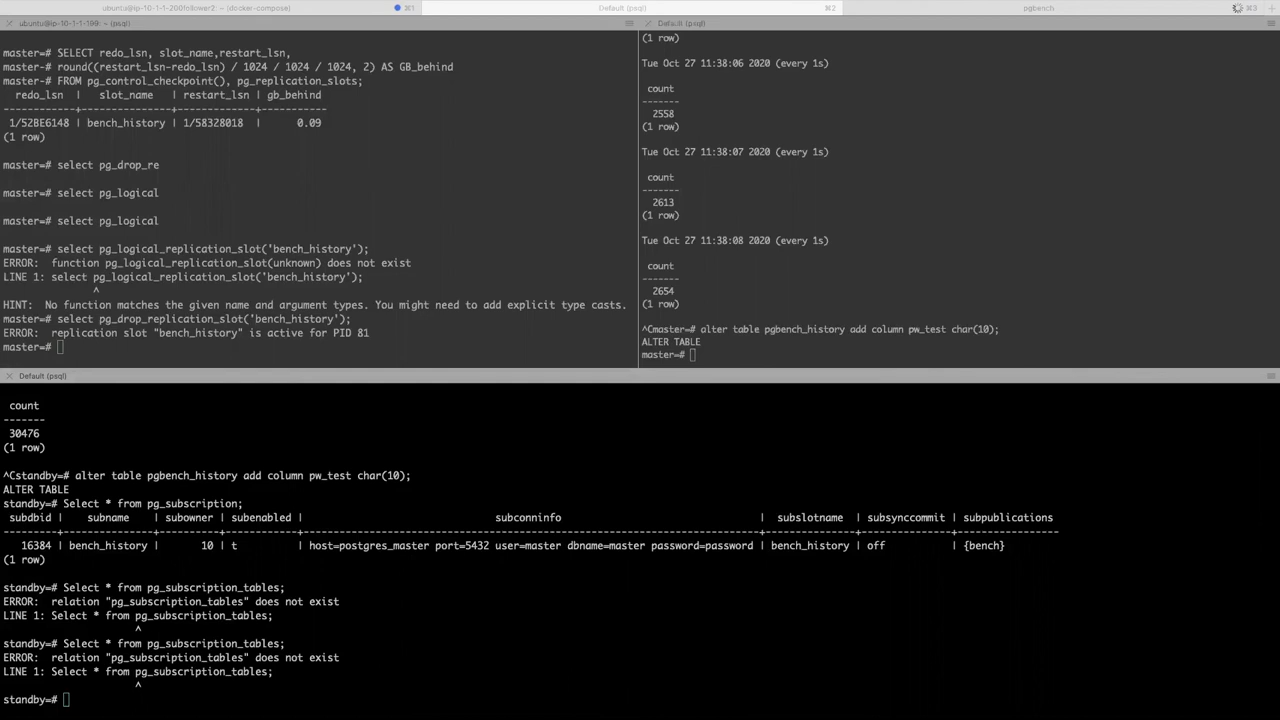 ubuntu@ip-10-1-1-200follower2: ~ (docker-compose)
⌘1
Default (psql)
⌘2
pgbench
⌘3
ubuntu@ip-10-1-1-199: ~ (psql)
master=# SELECT redo_lsn, slot_name,restart_lsn,
master-# round((restart_lsn-redo_lsn) / 1024 / 1024 / 1024, 2) AS GB_behind
master-# FROM pg_control_checkpoint(), pg_replication_slots;
redo_lsn | slot_name | restart_lsn | gb_behind
------------+---------------+-------------+-----------
1/52BE6148 | bench_history | 1/58328018 | 0.09
(1 row)
master=# select pg_drop_re
master=# select pg_logical
master=# select pg_logical
master=# select pg_logical_replication_slot('bench_history');
ERROR: function pg_logical_replication_slot(unknown) does not exist
LINE 1: select pg_logical_replication_slot('bench_history');
^
HINT: No function matches the given name and argument types. You might need to add explicit type casts.
master=# select pg_drop_replication_slot('bench_history');
ERROR: replication slot "bench_history" is active for PID 81
master=#
Default (psql)
(1 row)
Tue Oct 27 11:38:06 2020 (every 1s)
count
-------
2558
(1 row)
Tue Oct 27 11:38:07 2020 (every 1s)
count
-------
2613
(1 row)
Tue Oct 27 11:38:08 2020 (every 1s)
count
-------
2654
(1 row)
^Cmaster=# alter table pgbench_history add column pw_test char(10);
ALTER TABLE
master=#
Default (psql)
count
-------
30476
(1 row)
^Cstandby=# alter table pgbench_history add column pw_test char(10);
ALTER TABLE
standby=# Select * from pg_subscription;
subdbid | subname | subowner | subenabled | subconninfo | subslotname | subsynccommit | subpublications
---------+---------------+----------+------------+------------------------------------------------------------------------+---------------+---------------+-----------------
16384 | bench_history | 10 | t | host=postgres_master port=5432 user=master dbname=master password=password | bench_history | off | {bench}
(1 row)
standby=# Select * from pg_subscription_tables;
ERROR: relation "pg_subscription_tables" does not exist
LINE 1: Select * from pg_subscription_tables;
^
standby=# Select * from pg_subscription_tables;
ERROR: relation "pg_subscription_tables" does not exist
LINE 1: Select * from pg_subscription_tables;
^
standby=#